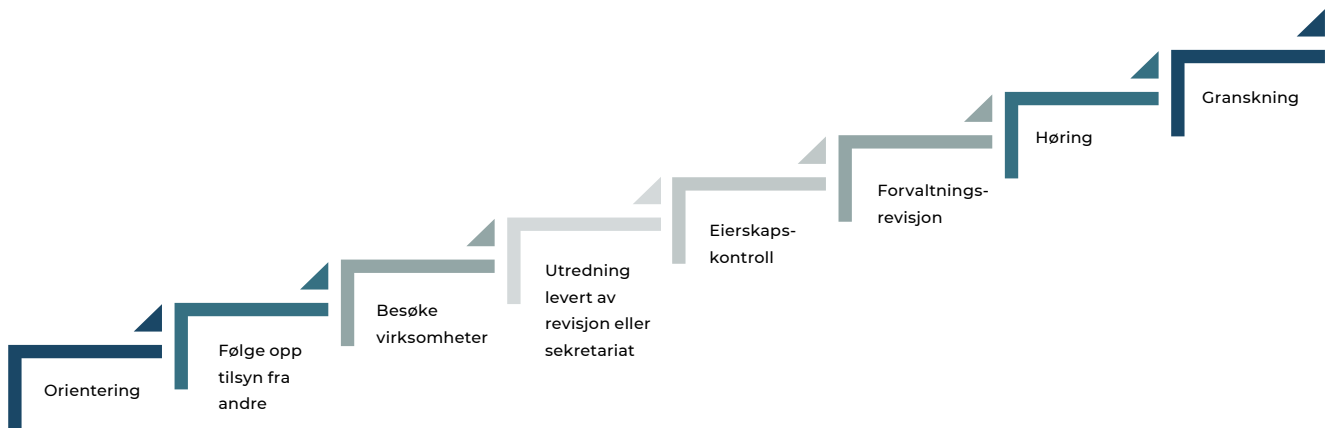 Orientering
Følge opp
tilsyn fra
andre
Besøke
virksomheter
Utredning
levert av
revisjon eller
sekretariat
Eierskaps-
kontroll
Forvaltnings-
revisjon
Høring
Granskning